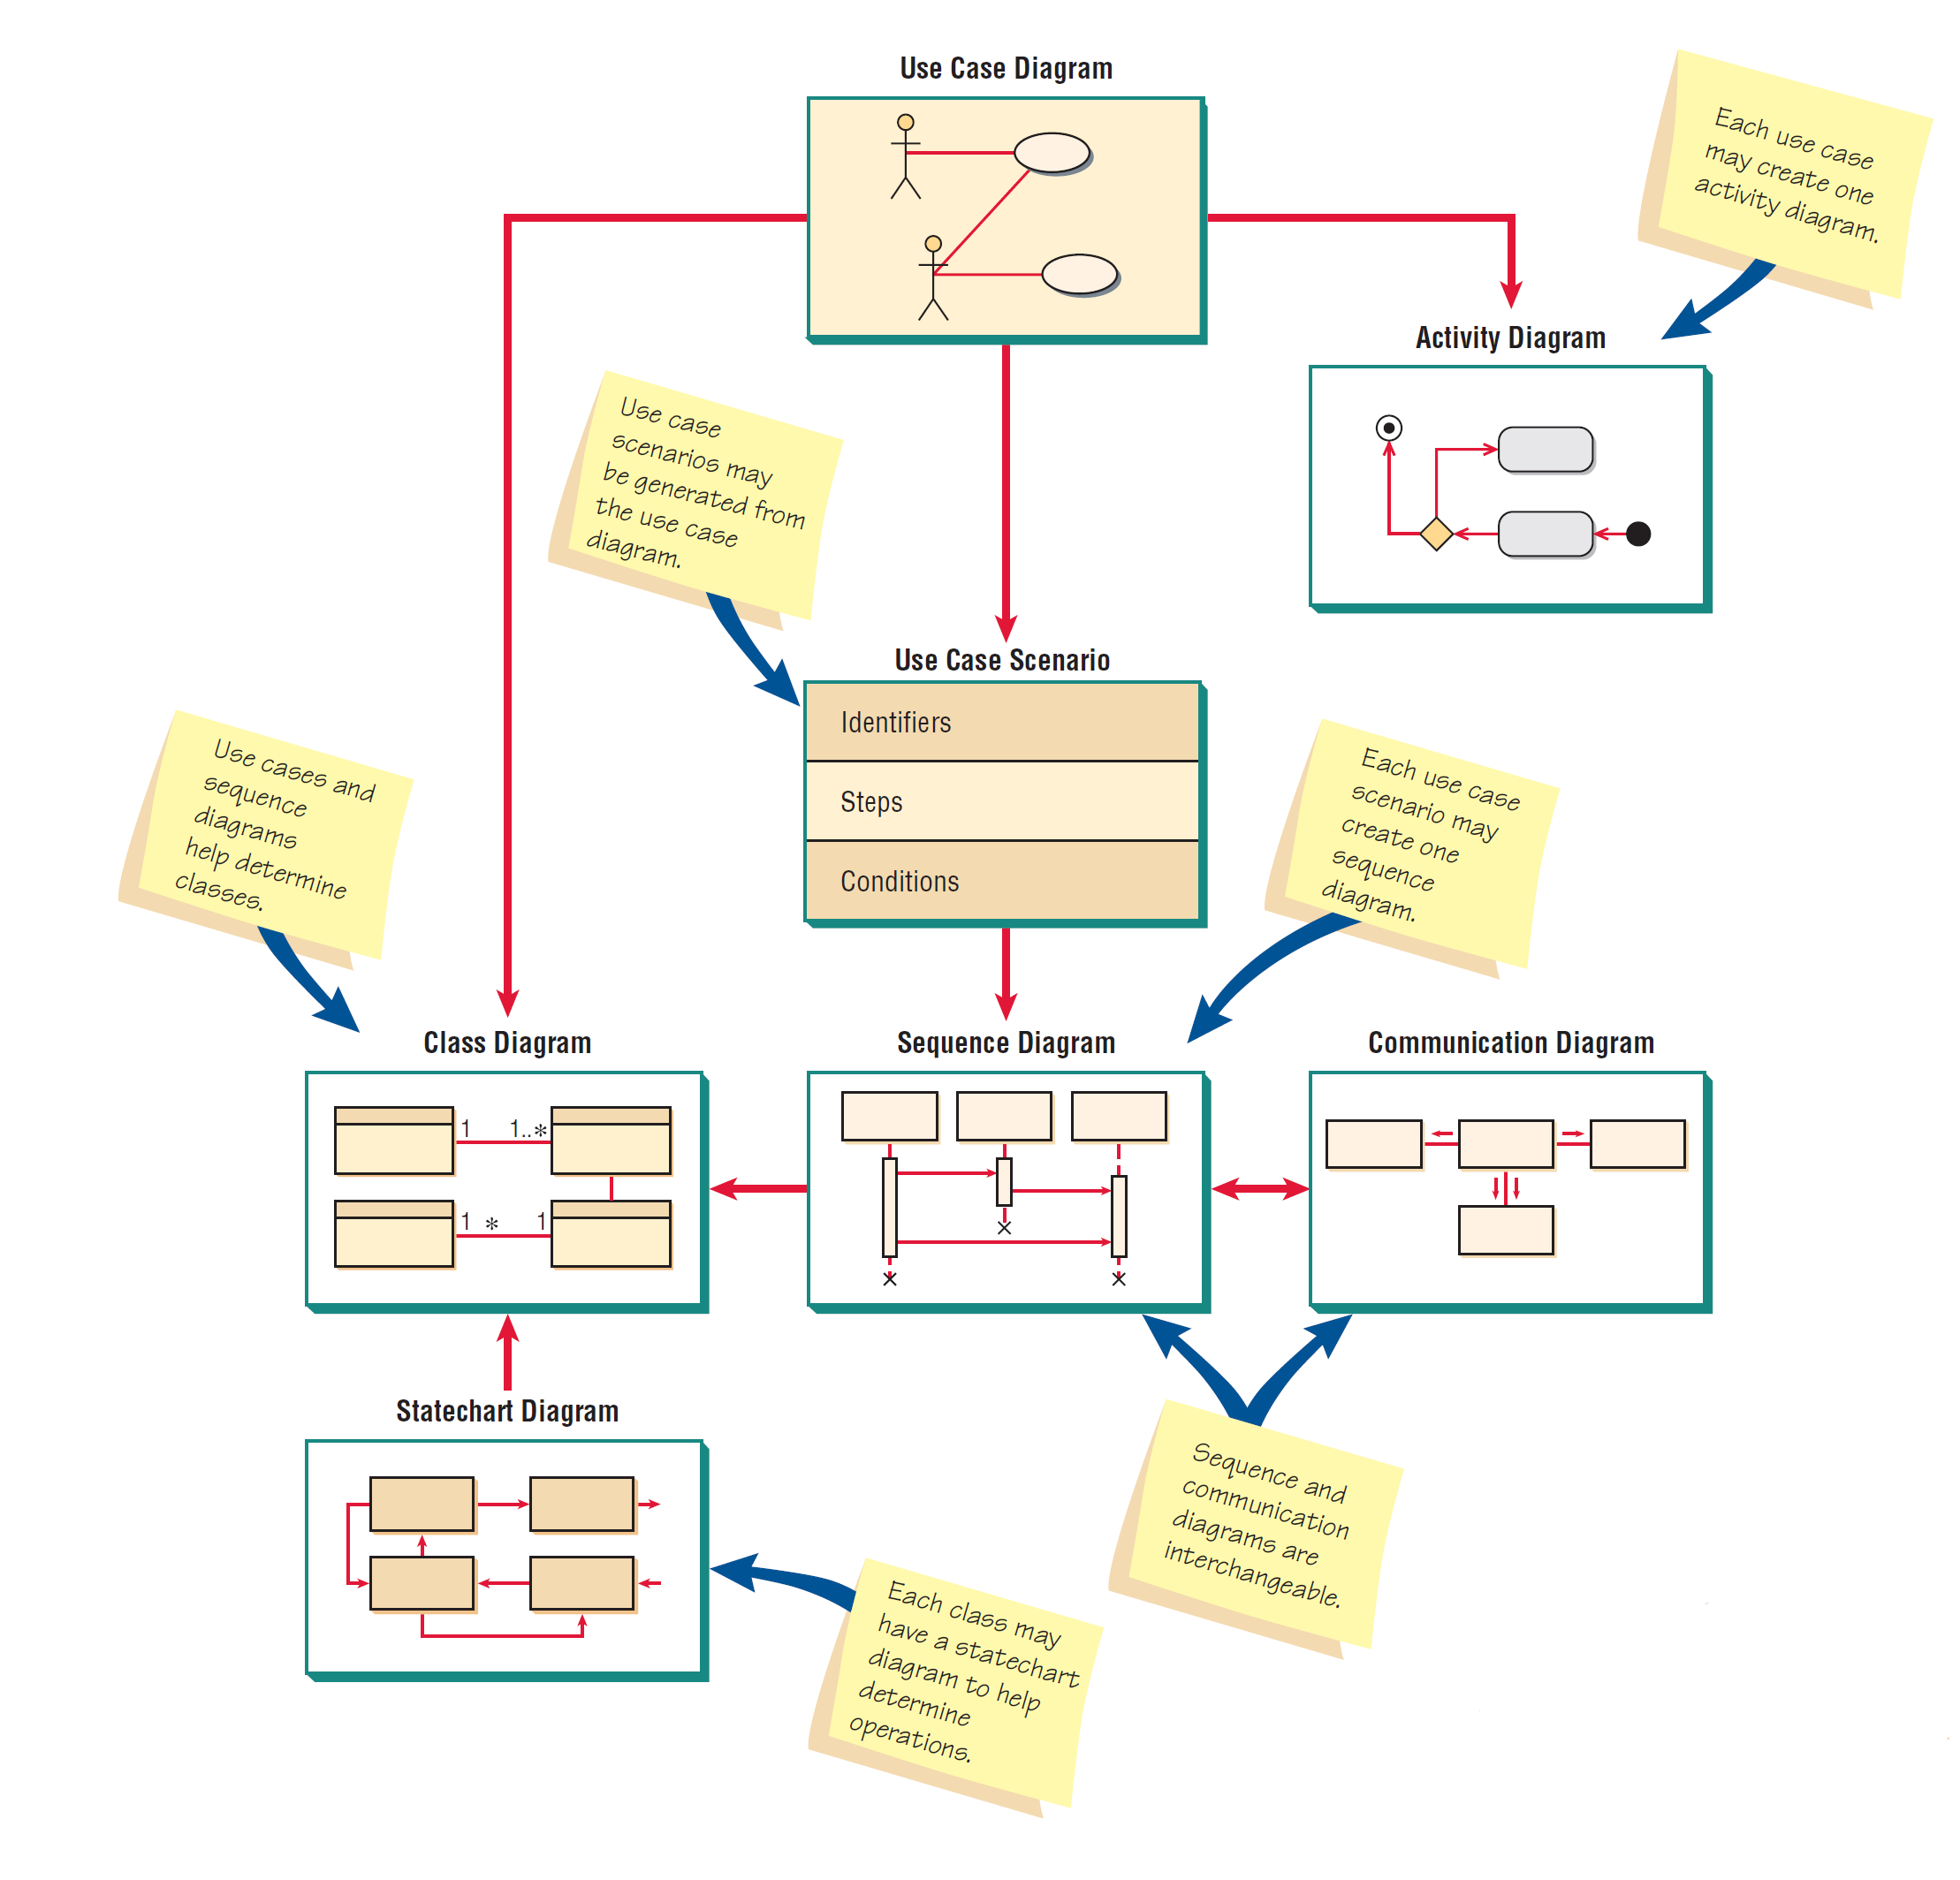 Use Case Diagram
Each use case
may create one
activity diagram.
Activity Diagram
Use case
scenarios may
be generated from
the use case
diagram.
Use Case Scenario
Identifiers
Steps
Conditions
Use cases and
sequence
diagrams
help determine
classes.
Each use case
scenario may
create one
sequence
diagram.
Class Diagram
1 1..*
1 * 1
Sequence Diagram
Communication Diagram
Statechart Diagram
Sequence and
communication
diagrams are
interchangeable.
Each class may
have a statechart
diagram to help
determine
operations.